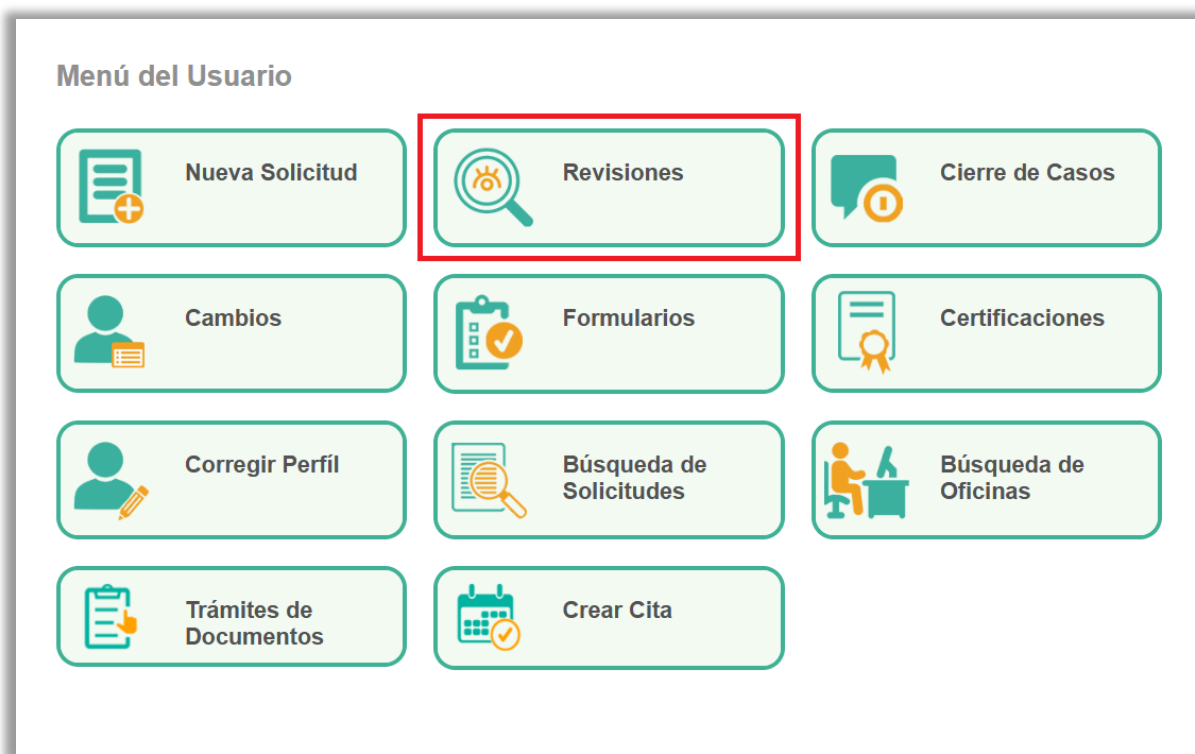 Menú del Usuario
Nueva Solicitud
Revisiones
Cierre de Casos
Cambios
Formularios
Certificaciones
Corregir Perfíl
Búsqueda de
Solicitudes
Búsqueda de
Oficinas
Trámites de
Documentos
Crear Cita